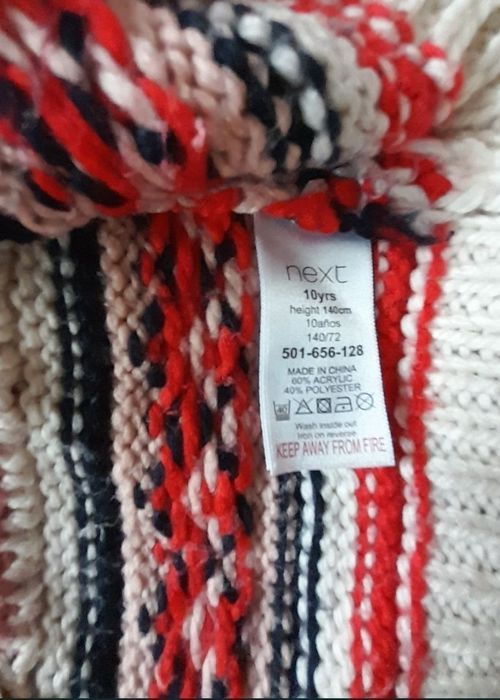 next
10yrs
height 140cm
10años
140/72
501-656-128
MADE IN CHINA
60% ACRYLIC
40% POLYESTER
40
Wash inside out
Iron on reverse
KEEP AWAY FROM FIRE